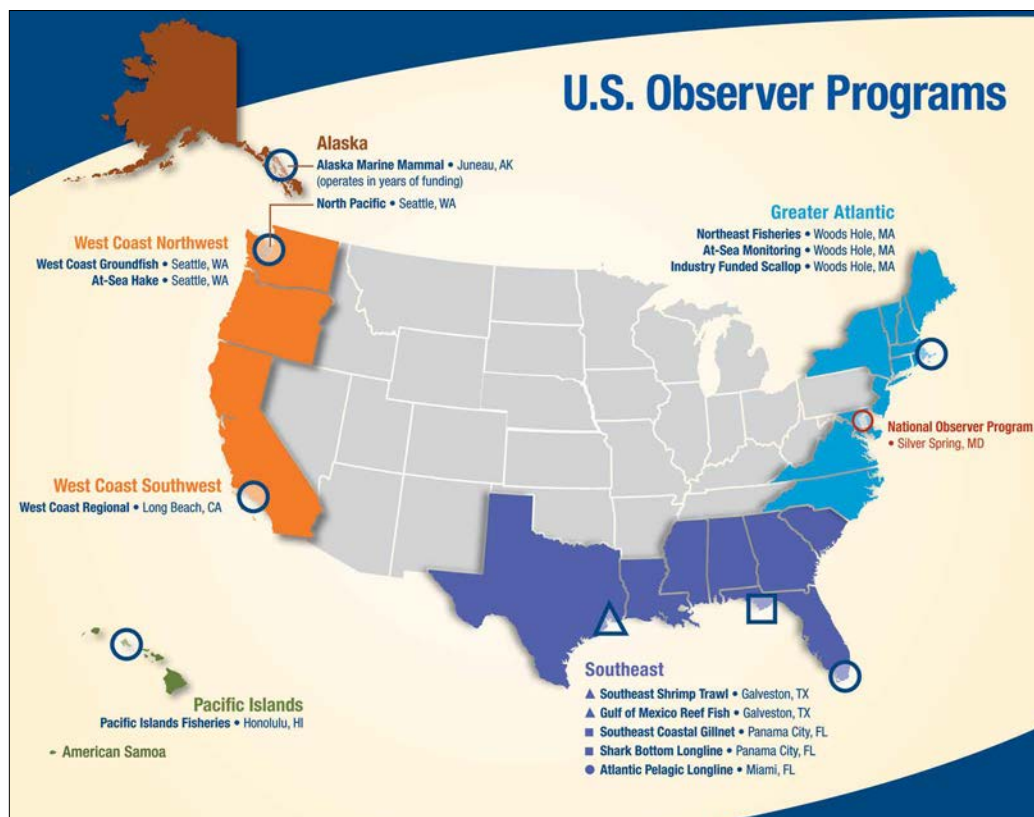 U.S. Observer Programs
Alaska
Alaska Marine Mammal • Juneau, AK
(operates in years of funding)
North Pacific • Seattle, WA
West Coast Northwest
West Coast Groundfish • Seattle, WA
At-Sea Hake • Seattle, WA
Greater Atlantic
Northeast Fisheries • Woods Hole, MA
At-Sea Monitoring • Woods Hole, MA
Industry Funded Scallop • Woods Hole, MA
National Observer Program
• Silver Spring, MD
West Coast Southwest
West Coast Regional • Long Beach, CA
Pacific Islands
Pacific Islands Fisheries • Honolulu, HI
American Samoa
Southeast
▲ Southeast Shrimp Trawl • Galveston, TX
▲ Gulf of Mexico Reef Fish • Galveston, TX
■ Southeast Coastal Gillnet • Panama City, FL
■ Shark Bottom Longline • Panama City, FL
● Atlantic Pelagic Longline • Miami, FL